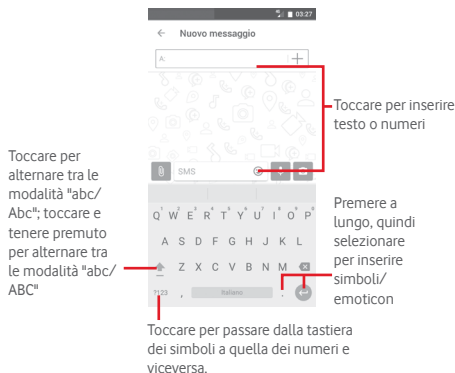 03:27
Nuovo messaggio
A:
Toccare per inserire
testo o numeri
SMS
Toccare per
alternare tra le
modalità "abc/
Abc"; toccare e
tenere premuto
per alternare tra
le modalità "abc/
ABC"
Q W E R T Y U I O P
A S D F G H J K L
Z X C V B N M
?123 , Italiano .
Premere a
lungo, quindi
selezionare
per inserire
simboli/
emoticon
Toccare per passare dalla tastiera
dei simboli a quella dei numeri e
viceversa.